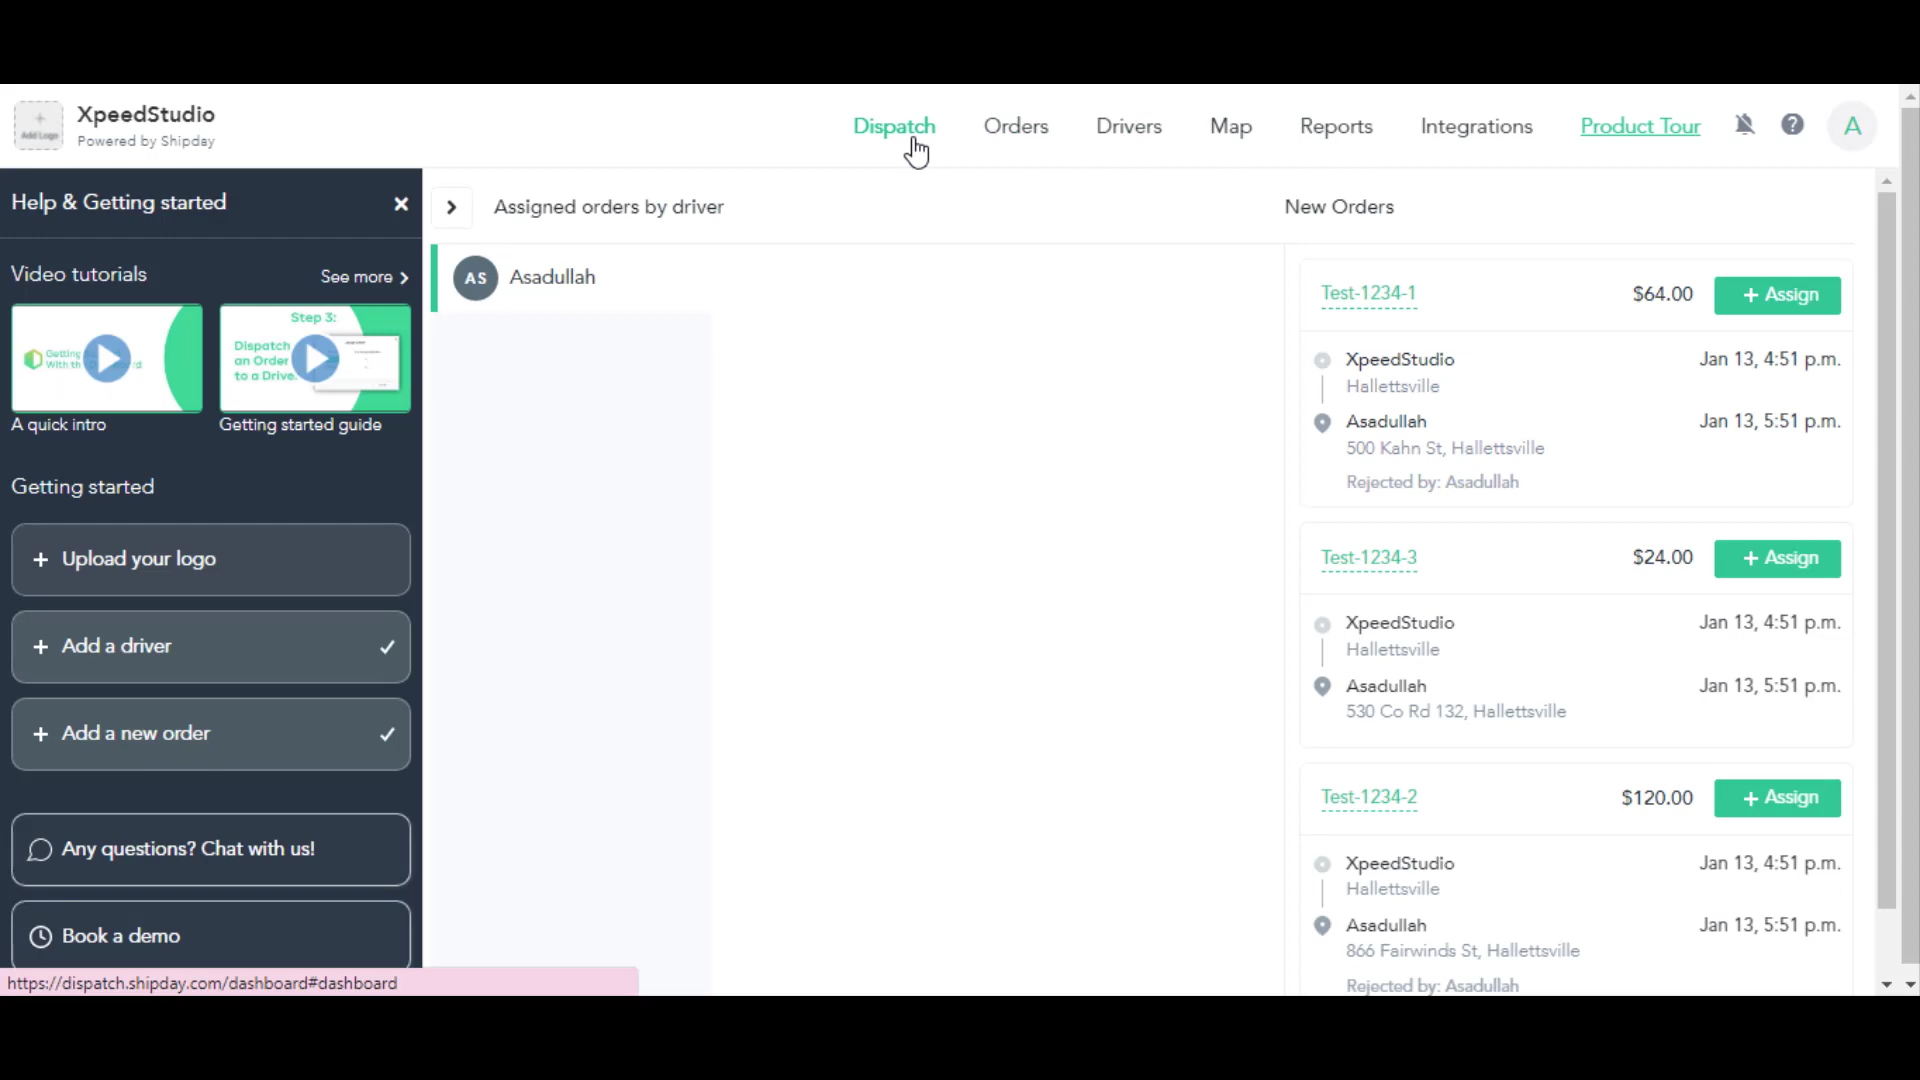 XpeedStudio
Powered by Shipday
Add Logo
Dispatch
Orders
Drivers
Map
Reports
Integrations
Product Tour
A
Help & Getting started
Video tutorials
See more
Getting
With th
rd
Step 3:
Dispatch
an Order
to a Drive
A quick intro
Getting started guide
Getting started
+ Upload your logo
+ Add a driver
+ Add a new order
Any questions? Chat with us!
Book a demo
https://dispatch.shipday.com/dashboard#dashboard
Assigned orders by driver
AS Asadullah
New Orders
Test-1234-1 $64.00 + Assign
XpeedStudio Jan 13, 4:51 p.m.
Hallettsville
Asadullah Jan 13, 5:51 p.m.
500 Kahn St, Hallettsville
Rejected by: Asadullah
Test-1234-3 $24.00 + Assign
XpeedStudio Jan 13, 4:51 p.m.
Hallettsville
Asadullah Jan 13, 5:51 p.m.
530 Co Rd 132, Hallettsville
Test-1234-2 $120.00 + Assign
XpeedStudio Jan 13, 4:51 p.m.
Hallettsville
Asadullah Jan 13, 5:51 p.m.
866 Fairwinds St, Hallettsville
Rejected by: Asadullah